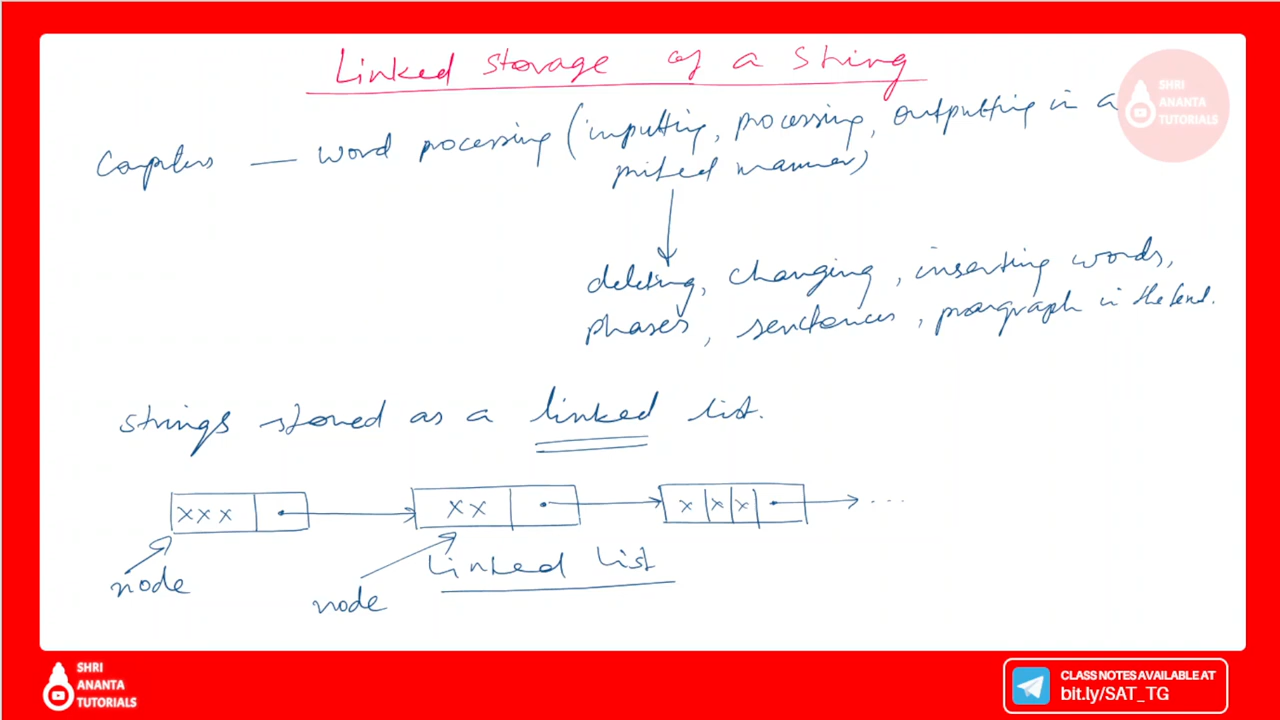 Linked storage of a string
SHRI
ANANTA
TUTORIALS
Computers — word processing (inputting, processing, outputting in a
printed manner)
deleting, changing, inserting words,
phases, sentences, paragraph in the text.
strings stored as a linked list.
xxx
xx
x x x
....
node
node
Linked list
SHRI
ANANTA
TUTORIALS
CLASS NOTES AVAILABLE AT
bit.ly/SAT_TG